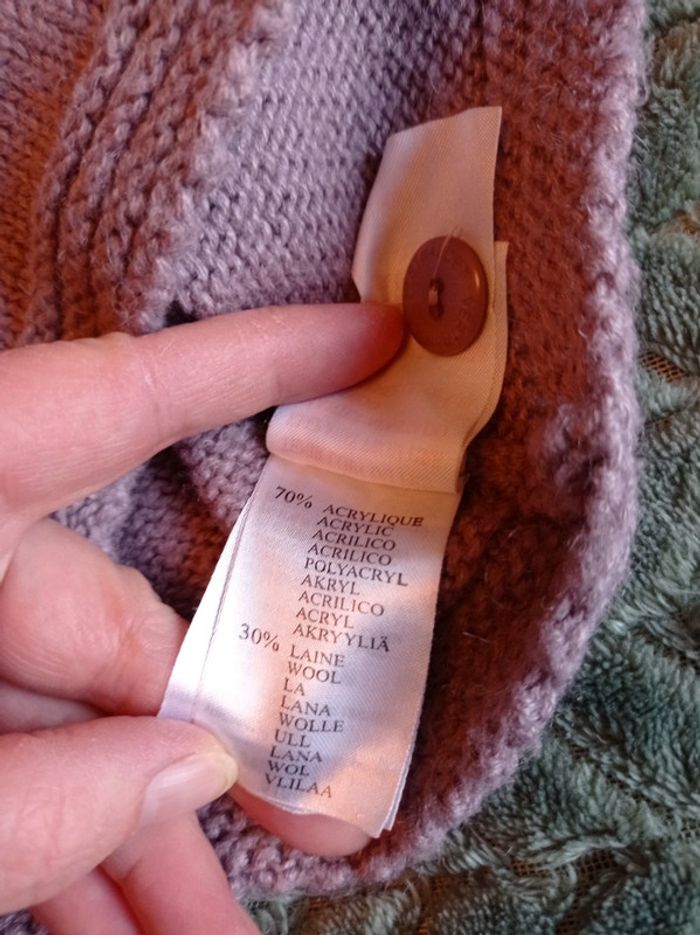 70% ACRYLIQUE
ACRYLIC
ACRILICO
ACRILICO
POLYACRYL
AKRYL
ACRILICO
ACRYL
AKRYYLIÄ
30% LAINE
WOOL
LA
LANA
WOLLE
ULL
LANA
WOL
VLILAA